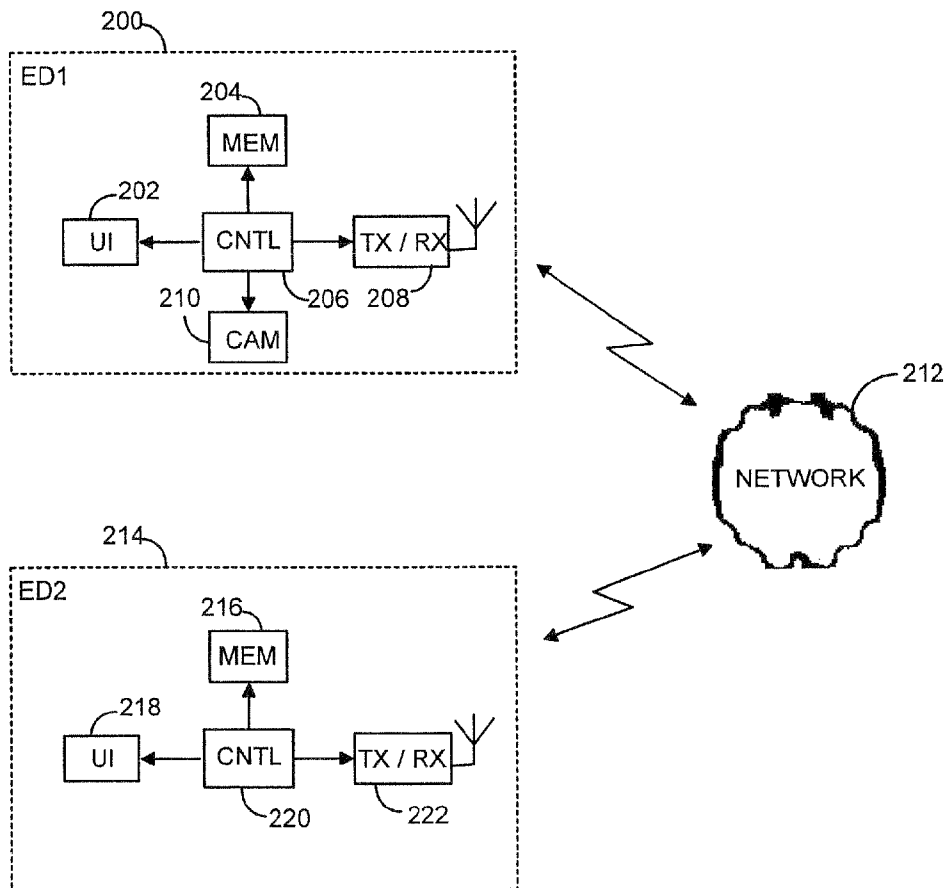 200
ED1
204
MEM
202
UI
CNTL
TX / RX
206
208
210
CAM
212
NETWORK
214
ED2
216
MEM
218
UI
CNTL
TX / RX
220
222